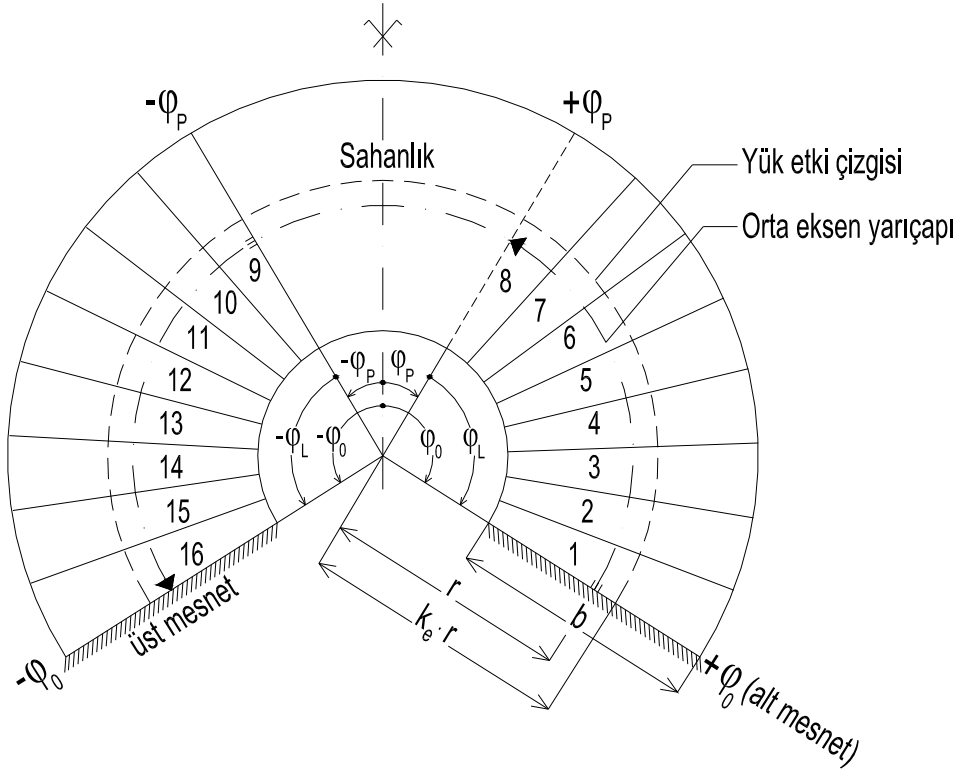 -φP
+φP
Sahanlık
Yük etki çizgisi
Orta eksen yarıçapı
9
8
10
7
11
6
12
5
13
4
14
3
15
2
16
1
-φP
φP
-φL
-φ0
φ0
φL
üst mesnet
r
ke·r
b
-φ0
+φ0 (alt mesnet)